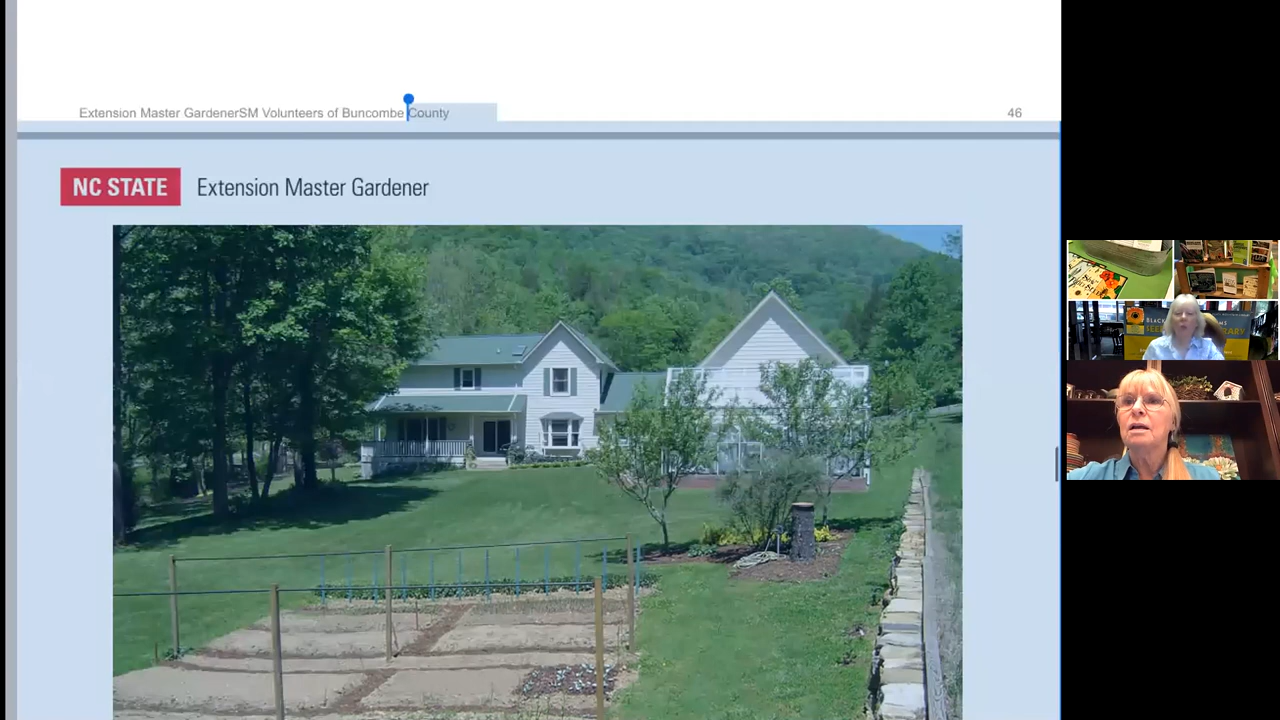 Extension Master GardenerSM Volunteers of Buncombe County
46
NC STATE
Extension Master Gardener